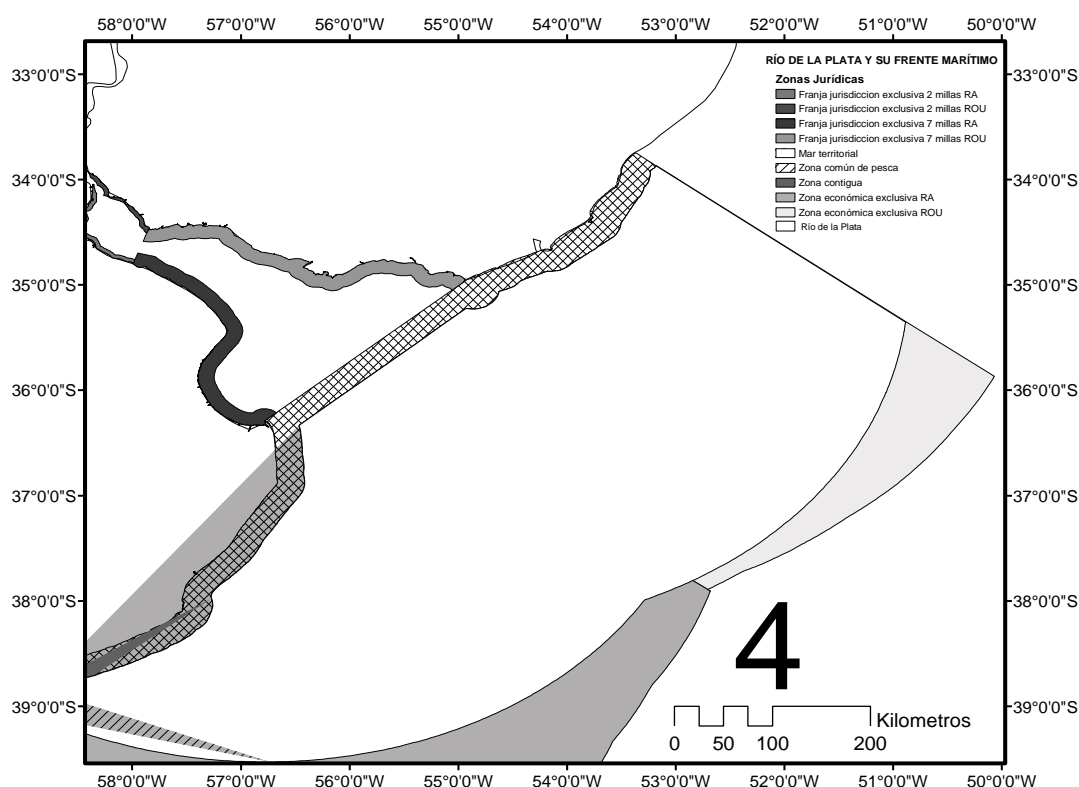 58°0'0"W 57°0'0"W 56°0'0"W 55°0'0"W 54°0'0"W 53°0'0"W 52°0'0"W 51°0'0"W 50°0'0"W
RÍO DE LA PLATA Y SU FRENTE MARÍTIMO
Zonas Jurídicas
Franja jurisdiccion exclusiva 2 millas RA
Franja jurisdiccion exclusiva 2 millas ROU
Franja jurisdiccion exclusiva 7 millas RA
Franja jurisdiccion exclusiva 7 millas ROU
Mar territorial
Zona común de pesca
Zona contigua
Zona económica exclusiva RA
Zona económica exclusiva ROU
Río de la Plata
33°0'0"S 33°0'0"S
34°0'0"S 34°0'0"S
35°0'0"S 35°0'0"S
36°0'0"S 36°0'0"S
37°0'0"S 37°0'0"S
38°0'0"S 38°0'0"S
39°0'0"S 39°0'0"S
4
Kilometros
0 50 100 200
58°0'0"W 57°0'0"W 56°0'0"W 55°0'0"W 54°0'0"W 53°0'0"W 52°0'0"W 51°0'0"W 50°0'0"W